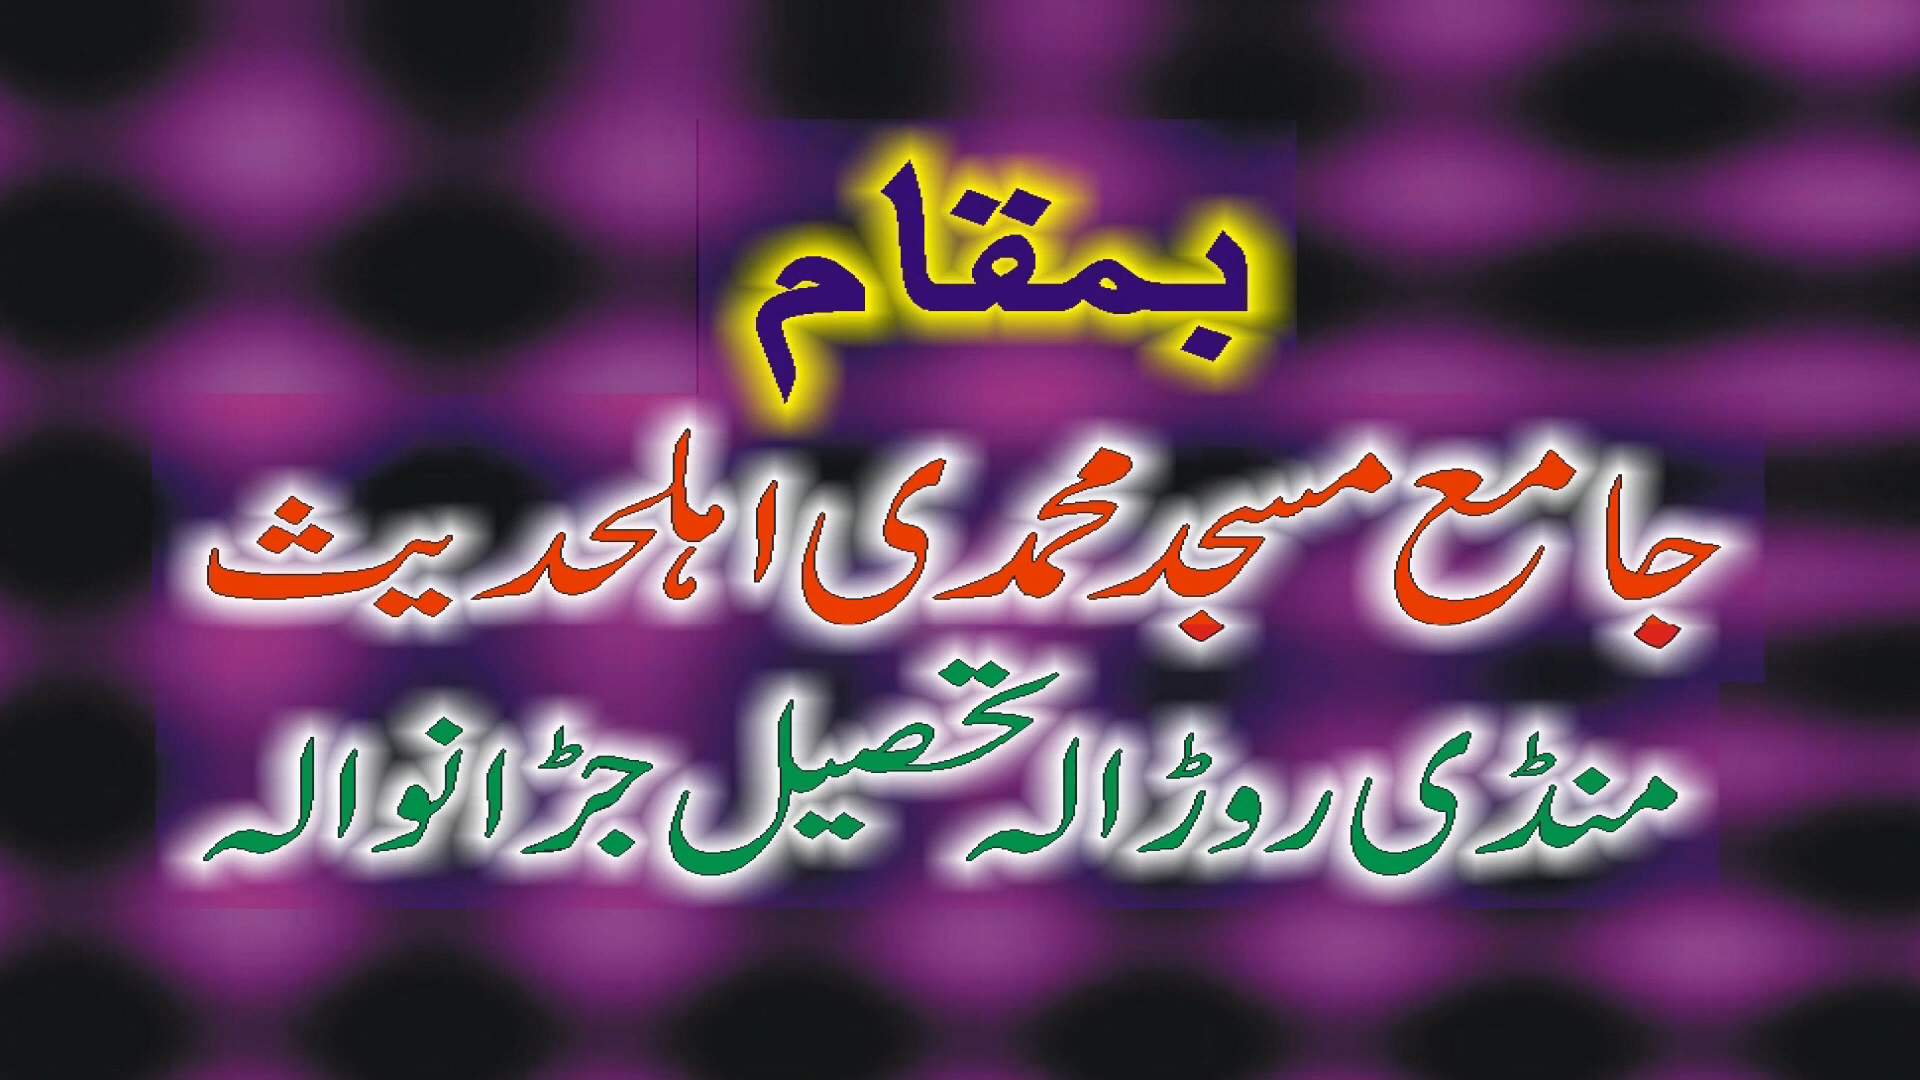 بمقام
جامع مسجد محمدی اہلحدیث
منڈی روڑالہ تحصیل جڑانوالہ